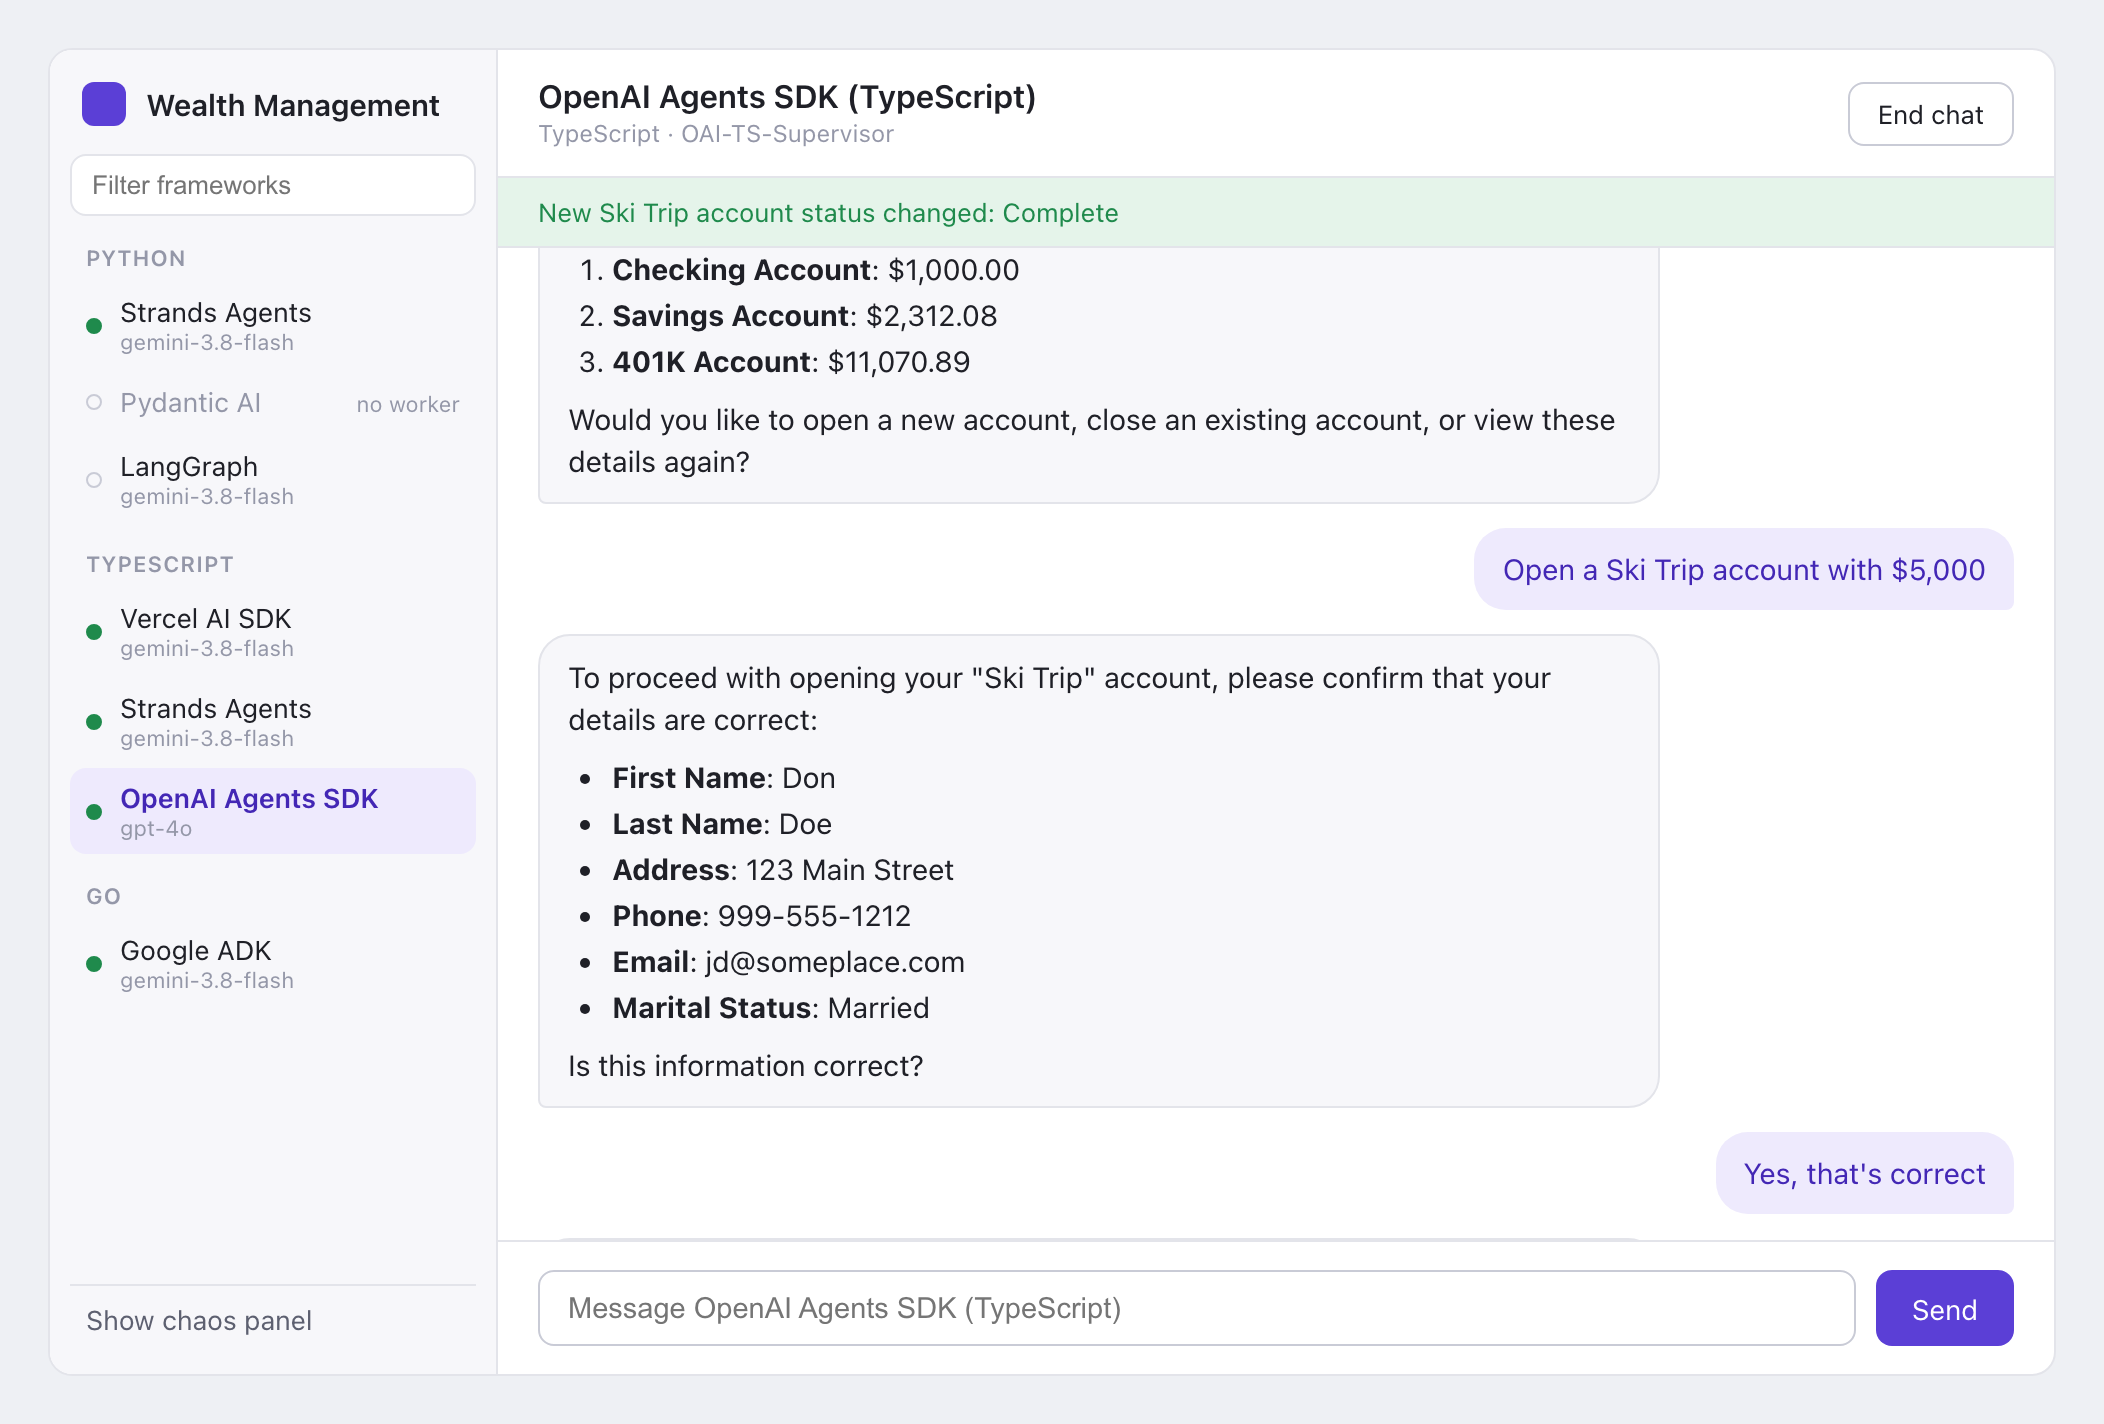 Wealth Management
Filter frameworks
PYTHON
Strands Agents
gemini-3.8-flash
Pydantic AI
no worker
LangGraph
gemini-3.8-flash
TYPESCRIPT
Vercel AI SDK
gemini-3.8-flash
Strands Agents
gemini-3.8-flash
OpenAI Agents SDK
gpt-4o
GO
Google ADK
gemini-3.8-flash
Show chaos panel
OpenAI Agents SDK (TypeScript)
TypeScript · OAI-TS-Supervisor
End chat
New Ski Trip account status changed: Complete
1. Checking Account: $1,000.00
2. Savings Account: $2,312.08
3. 401K Account: $11,070.89
Would you like to open a new account, close an existing account, or view these
details again?
Open a Ski Trip account with $5,000
To proceed with opening your "Ski Trip" account, please confirm that your
details are correct:
• First Name: Don
• Last Name: Doe
• Address: 123 Main Street
• Phone: 999-555-1212
• Email: jd@someplace.com
• Marital Status: Married
Is this information correct?
Yes, that's correct
Message OpenAI Agents SDK (TypeScript)
Send